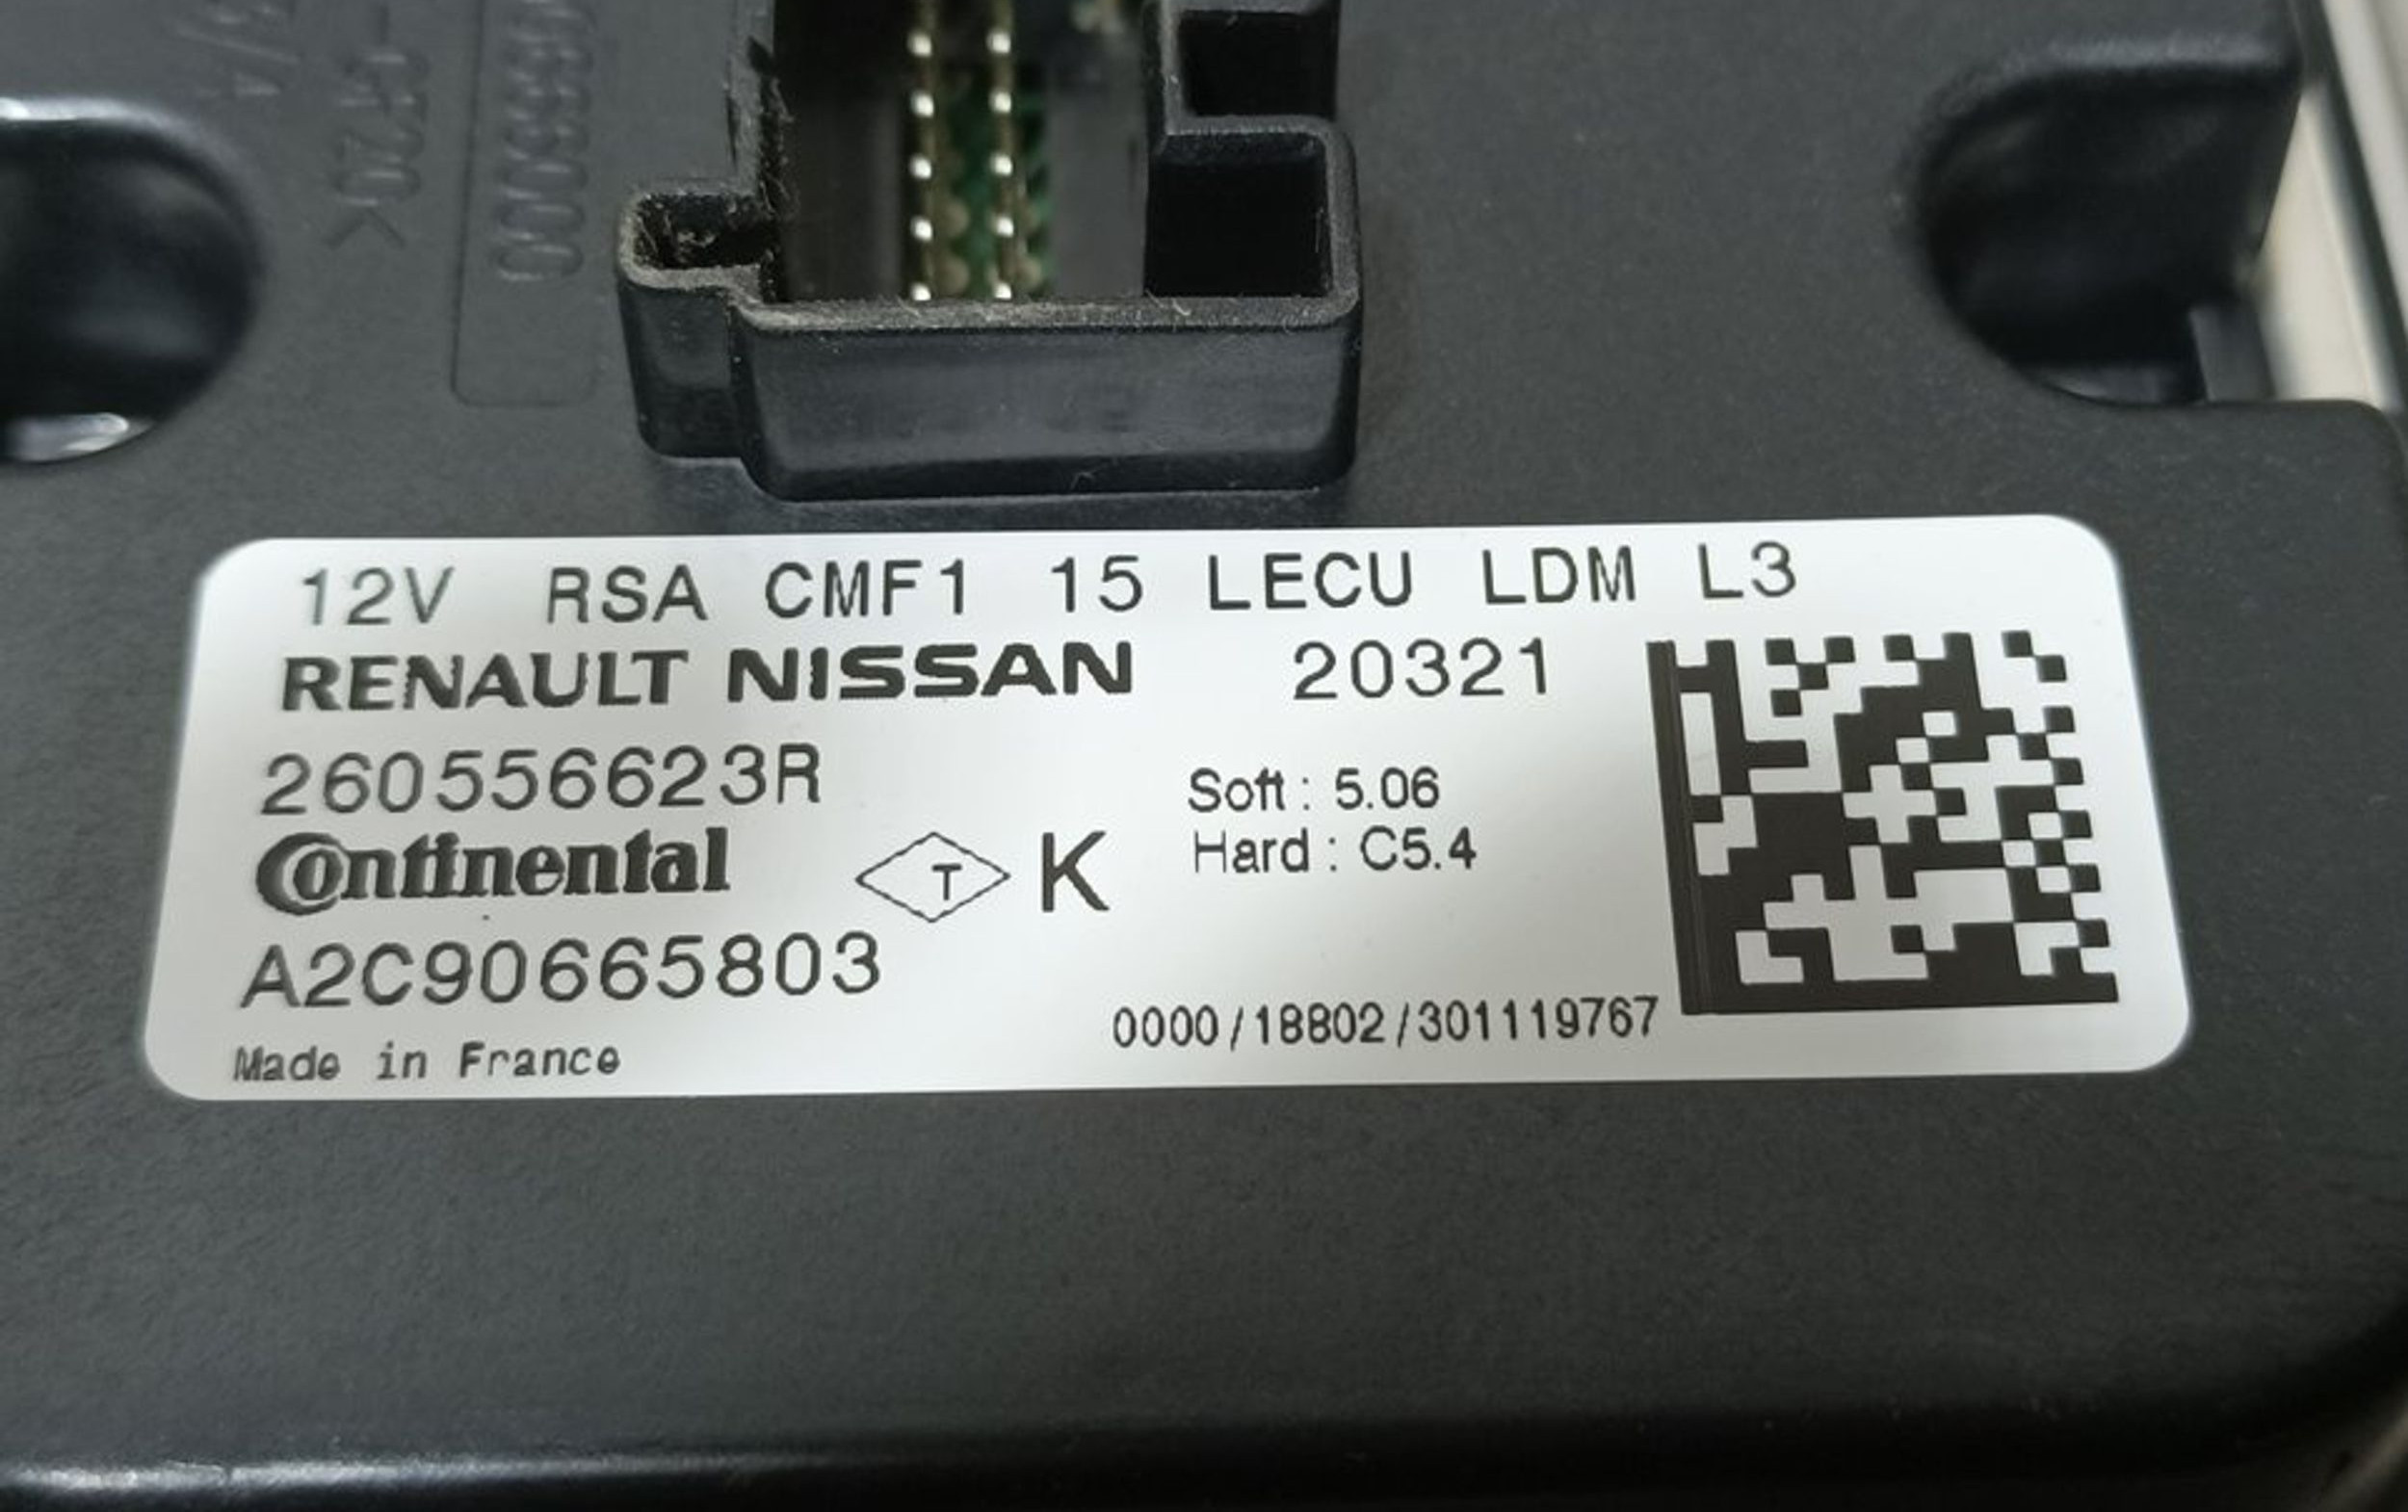 12V RSA CMF1 15 LECU LDM L3
RENAULT NISSAN 20321
260556623R
Soft : 5.06
Continental T K
Hard : C5.4
A2C90665803
0000/18802/301119767
Made in France